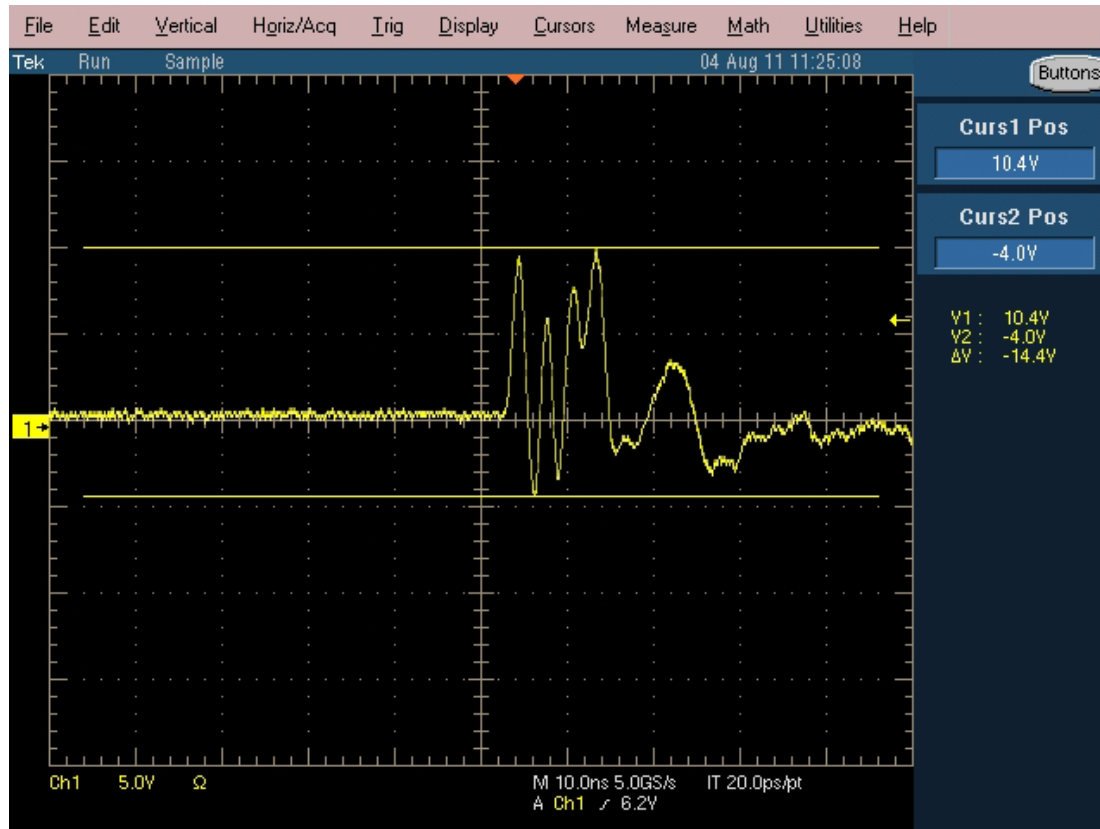 File Edit Vertical Horiz/Acq Trig Display Cursors Measure Math Utilities Help
Tek Run Sample 04 Aug 11 11:25:08
Buttons
Curs1 Pos
10.4V
Curs2 Pos
-4.0V
V1 : 10.4V
V2 : -4.0V
ΔV : -14.4V
1
Ch1 5.0V Ω M 10.0ns 5.0GS/s IT 20.0ps/pt
A Ch1 / 6.2V